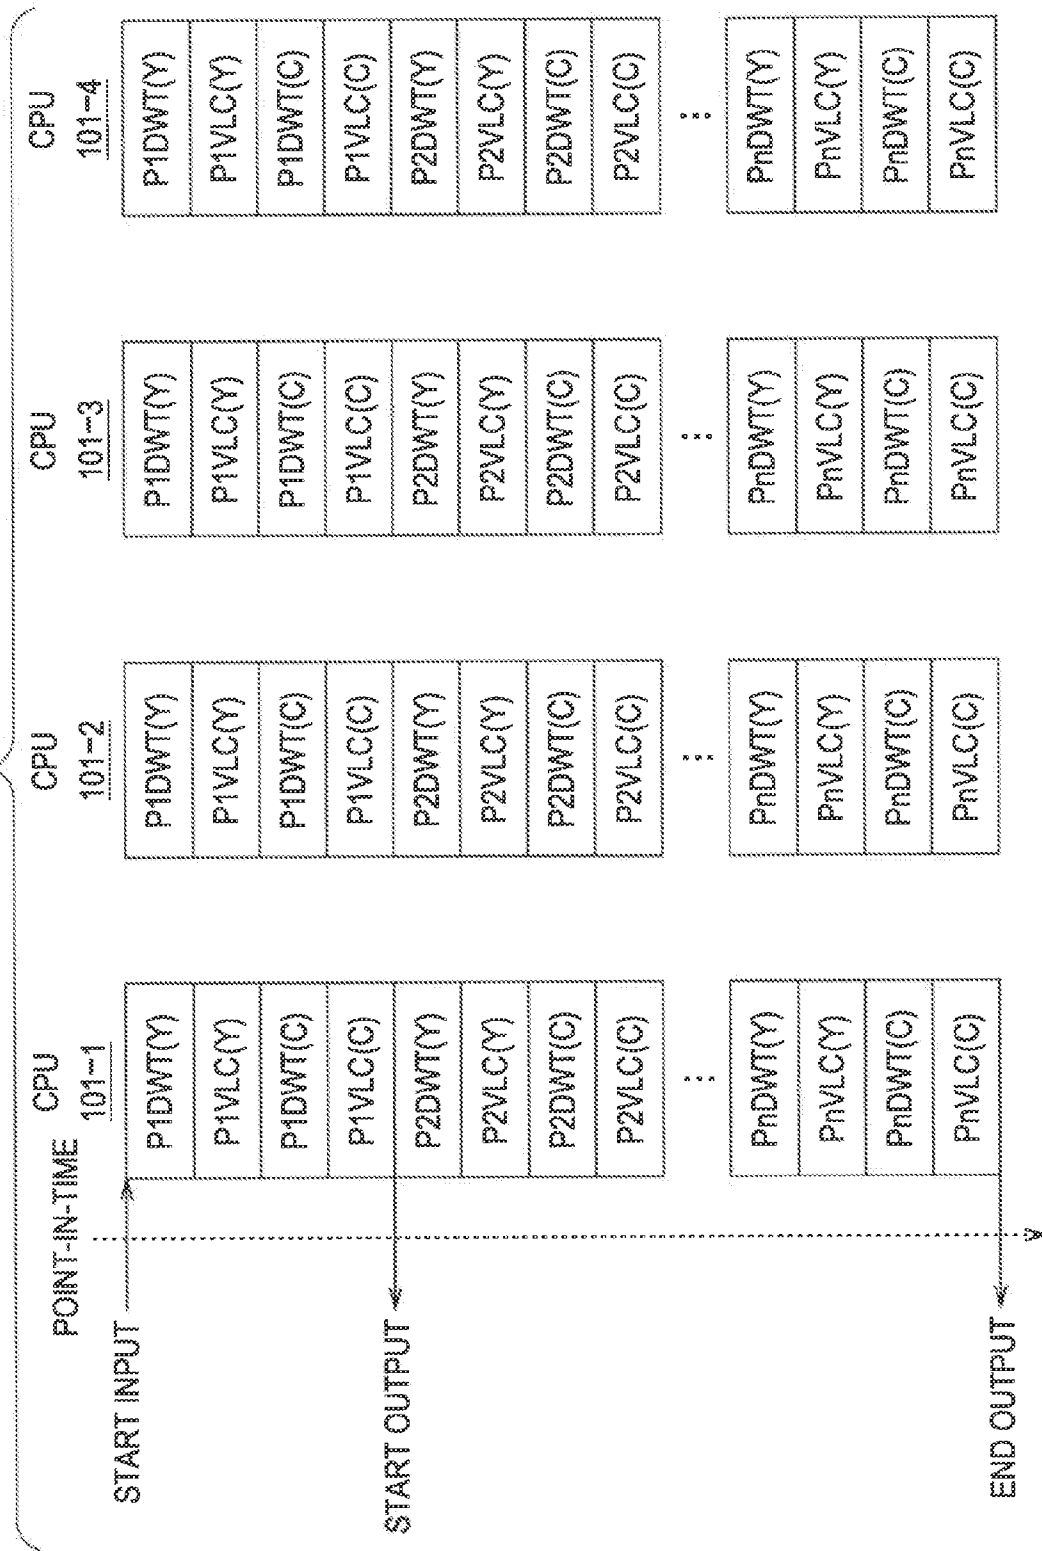 CPU
101-1
CPU
101-2
CPU
101-3
CPU
101-4
POINT-IN-TIME
START INPUT
P1DWT(Y)
P1DWT(Y)
P1DWT(Y)
P1DWT(Y)
P1VLC(Y)
P1VLC(Y)
P1VLC(Y)
P1VLC(Y)
P1DWT(C)
P1DWT(C)
P1DWT(C)
P1DWT(C)
P1VLC(C)
P1VLC(C)
P1VLC(C)
P1VLC(C)
START OUTPUT
P2DWT(Y)
P2DWT(Y)
P2DWT(Y)
P2DWT(Y)
P2VLC(Y)
P2VLC(Y)
P2VLC(Y)
P2VLC(Y)
P2DWT(C)
P2DWT(C)
P2DWT(C)
P2DWT(C)
P2VLC(C)
P2VLC(C)
P2VLC(C)
P2VLC(C)
...
...
...
...
PnDWT(Y)
PnDWT(Y)
PnDWT(Y)
PnDWT(Y)
PnVLC(Y)
PnVLC(Y)
PnVLC(Y)
PnVLC(Y)
PnDWT(C)
PnDWT(C)
PnDWT(C)
PnDWT(C)
PnVLC(C)
PnVLC(C)
PnVLC(C)
PnVLC(C)
END OUTPUT